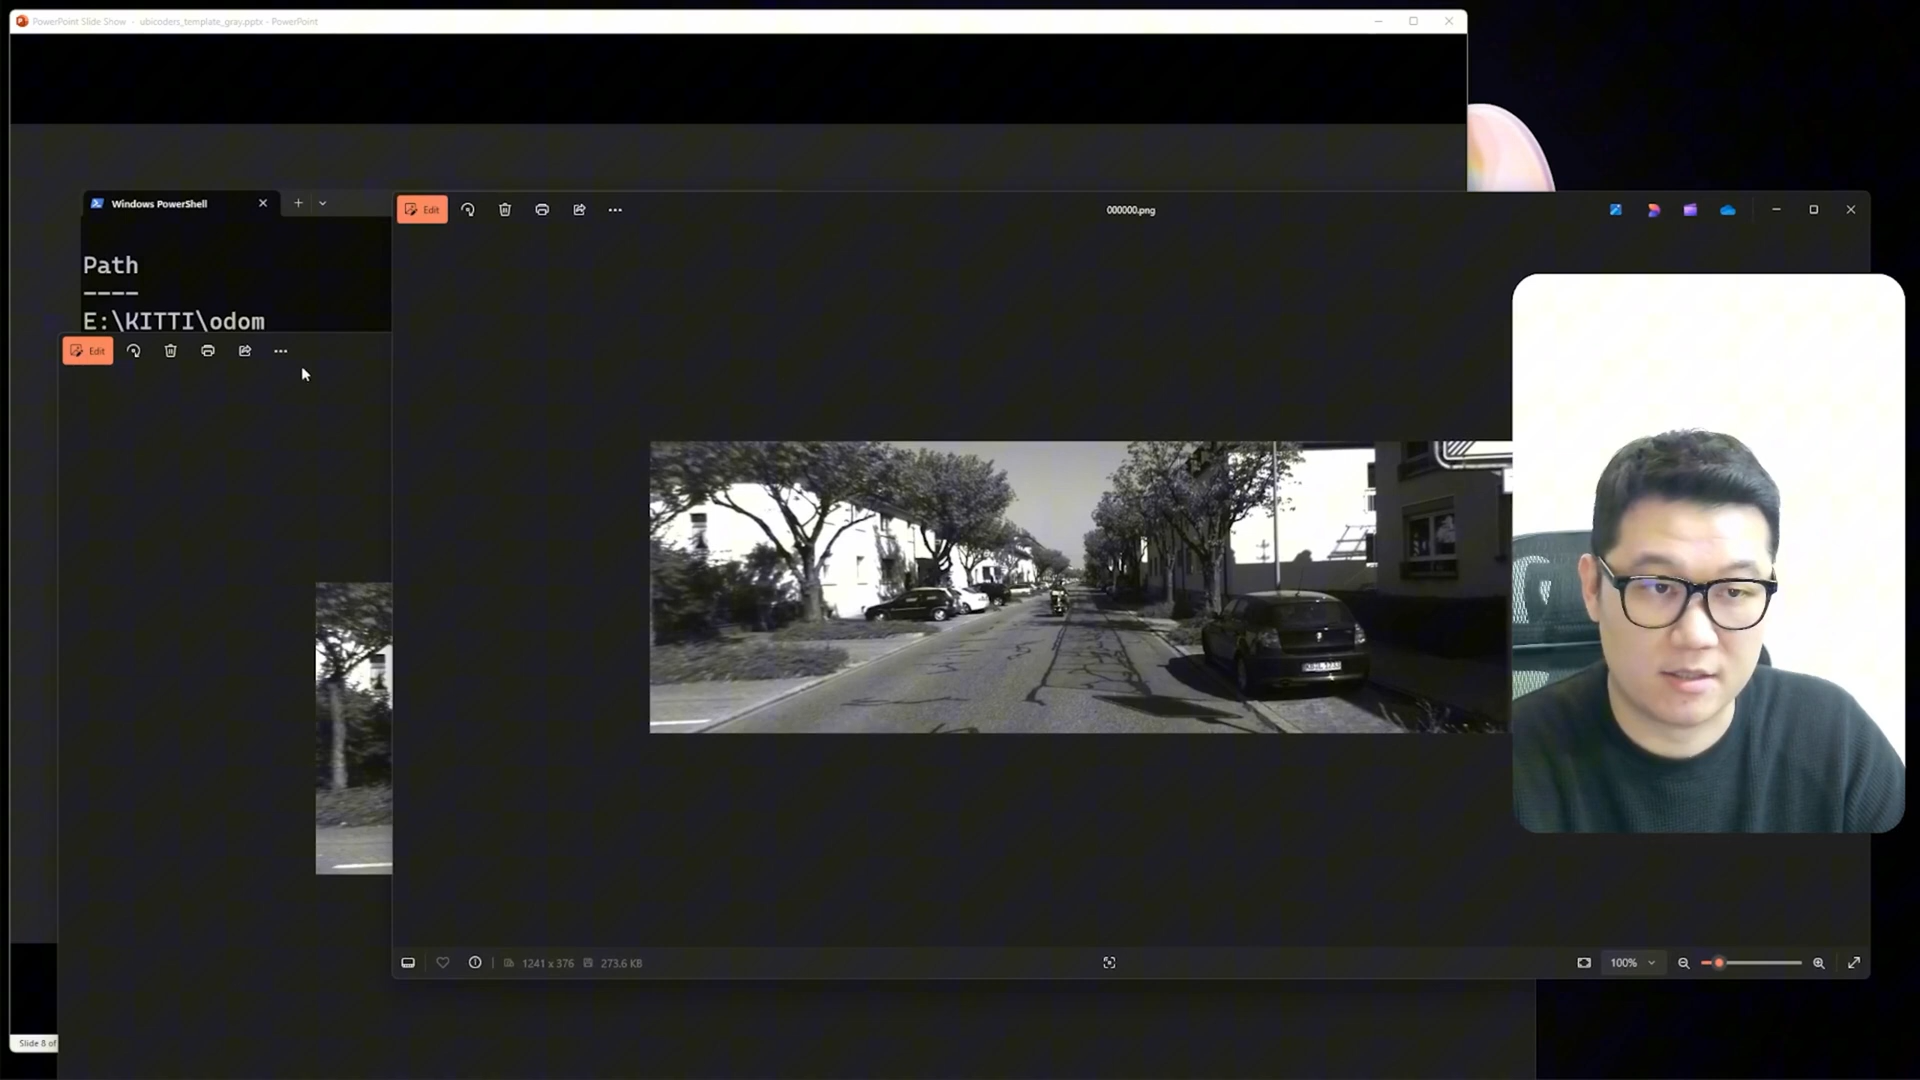 PowerPoint Slide Show - ubicoders_template_gray.pptx - PowerPoint
Windows PowerShell
Edit
000000.png
Path
----
E:\KITTI\odom
Edit
1241 x 376
273.6 KB
100%
Slide 8 of